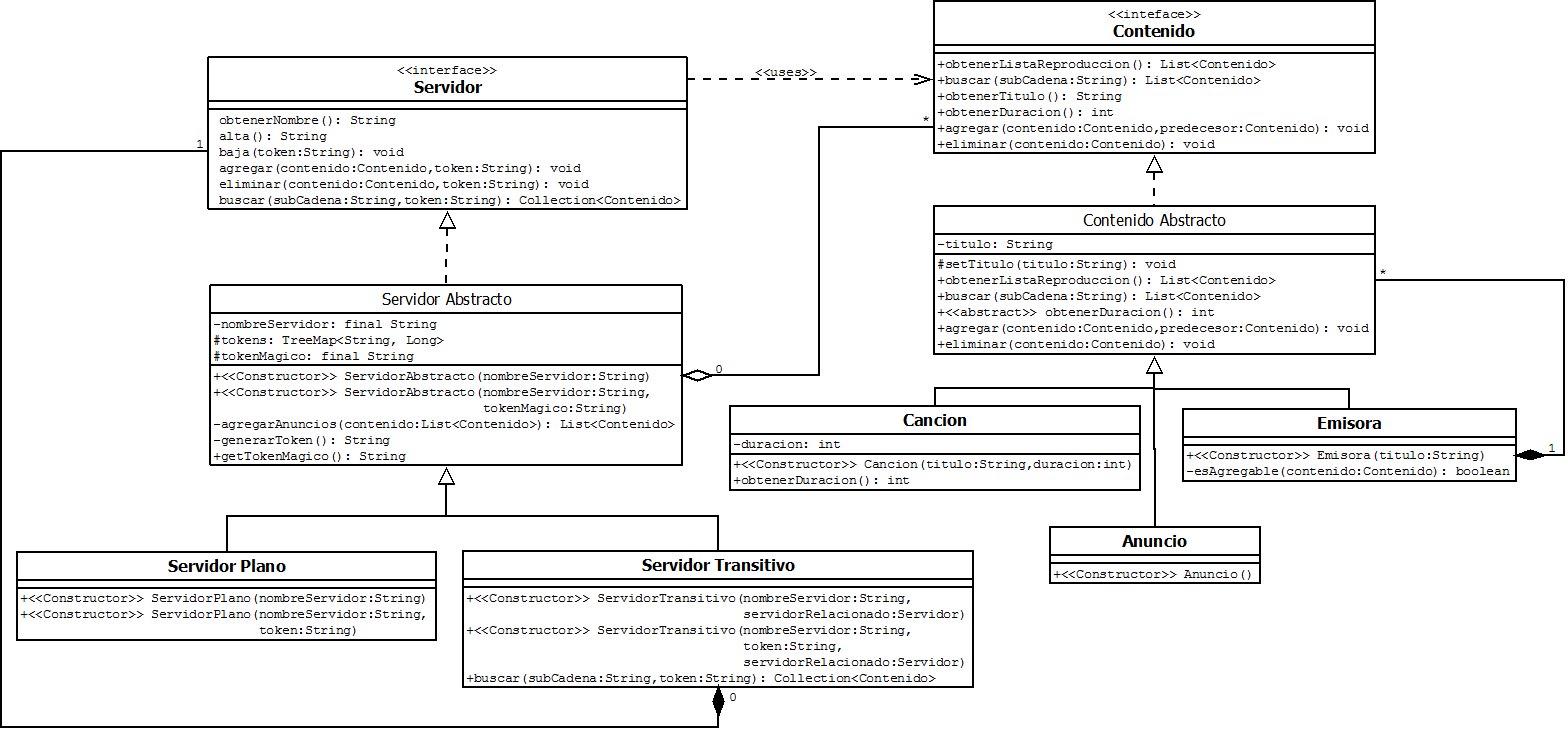 <<inteface>>
Contenido
+obtenerListaReproduccion(): List<Contenido>
+buscar(subCadena:String): List<Contenido>
+obtenerTitulo(): String
+obtenerDuracion(): int
+agregar(contenido:Contenido,predecesor:Contenido): void
+eliminar(contenido:Contenido): void
<<interface>>
Servidor
obtenerNombre(): String
alta(): String
baja(token:String): void
agregar(contenido:Contenido,token:String): void
eliminar(contenido:Contenido,token:String): void
buscar(subCadena:String,token:String): Collection<Contenido>
<<uses>>
*
1
Contenido Abstracto
-titulo: String
#setTitulo(titulo:String): void
+obtenerListaReproduccion(): List<Contenido>
+buscar(subCadena:String): List<Contenido>
+<<abstract>> obtenerDuracion(): int
+agregar(contenido:Contenido,predecesor:Contenido): void
+eliminar(contenido:Contenido): void
*
Servidor Abstracto
-nombreServidor: final String
#tokens: TreeMap<String, Long>
#tokenMagico: final String
+<<Constructor>> ServidorAbstracto(nombreServidor:String)
+<<Constructor>> ServidorAbstracto(nombreServidor:String,
tokenMagico:String)
-agregarAnuncios(contenido:List<Contenido>): List<Contenido>
-generarToken(): String
+getTokenMagico(): String
0
Cancion
-duracion: int
+<<Constructor>> Cancion(titulo:String,duracion:int)
+obtenerDuracion(): int
Emisora
+<<Constructor>> Emisora(titulo:String)
-esAgregable(contenido:Contenido): boolean
1
Anuncio
+<<Constructor>> Anuncio()
Servidor Plano
+<<Constructor>> ServidorPlano(nombreServidor:String)
+<<Constructor>> ServidorPlano(nombreServidor:String,
token:String)
Servidor Transitivo
+<<Constructor>> ServidorTransitivo(nombreServidor:String,
servidorRelacionado:Servidor)
+<<Constructor>> ServidorTransitivo(nombreServidor:String,
token:String,
servidorRelacionado:Servidor)
+buscar(subCadena:String,token:String): Collection<Contenido>
0